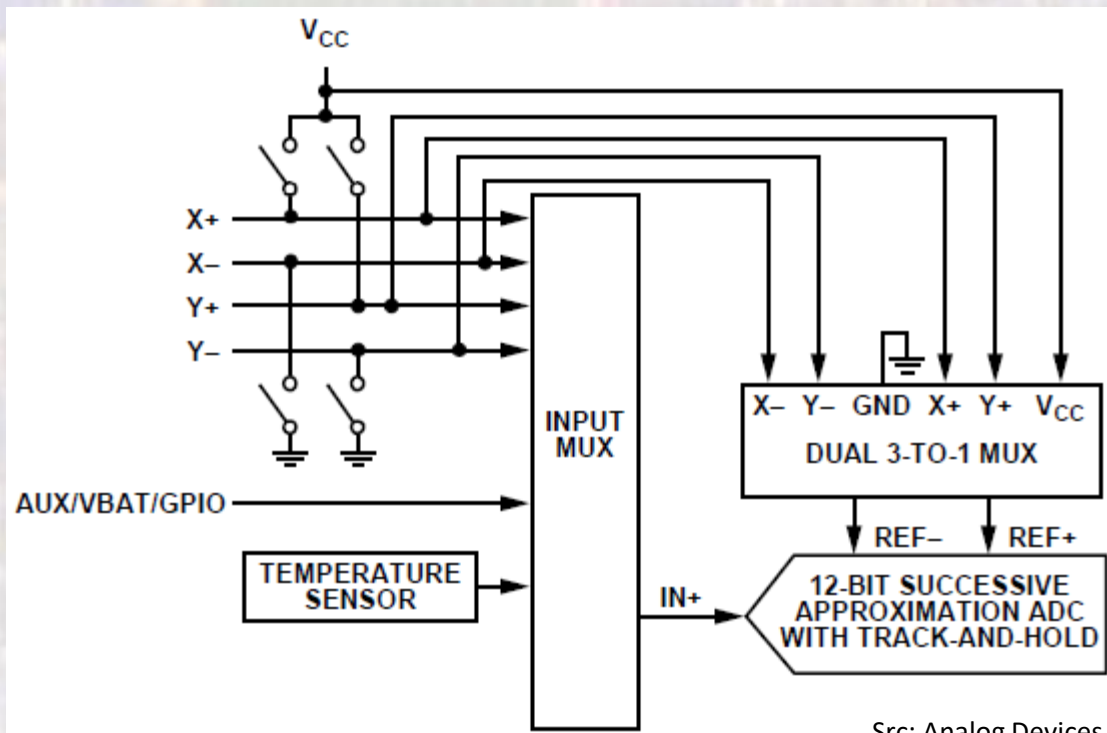 VCC
X+
X–
Y+
Y–
AUX/VBAT/GPIO
TEMPERATURE
SENSOR
INPUT
MUX
X– Y– GND X+ Y+ VCC
DUAL 3-TO-1 MUX
REF– REF+
IN+
12-BIT SUCCESSIVE
APPROXIMATION ADC
WITH TRACK-AND-HOLD
Src: Analog Devices